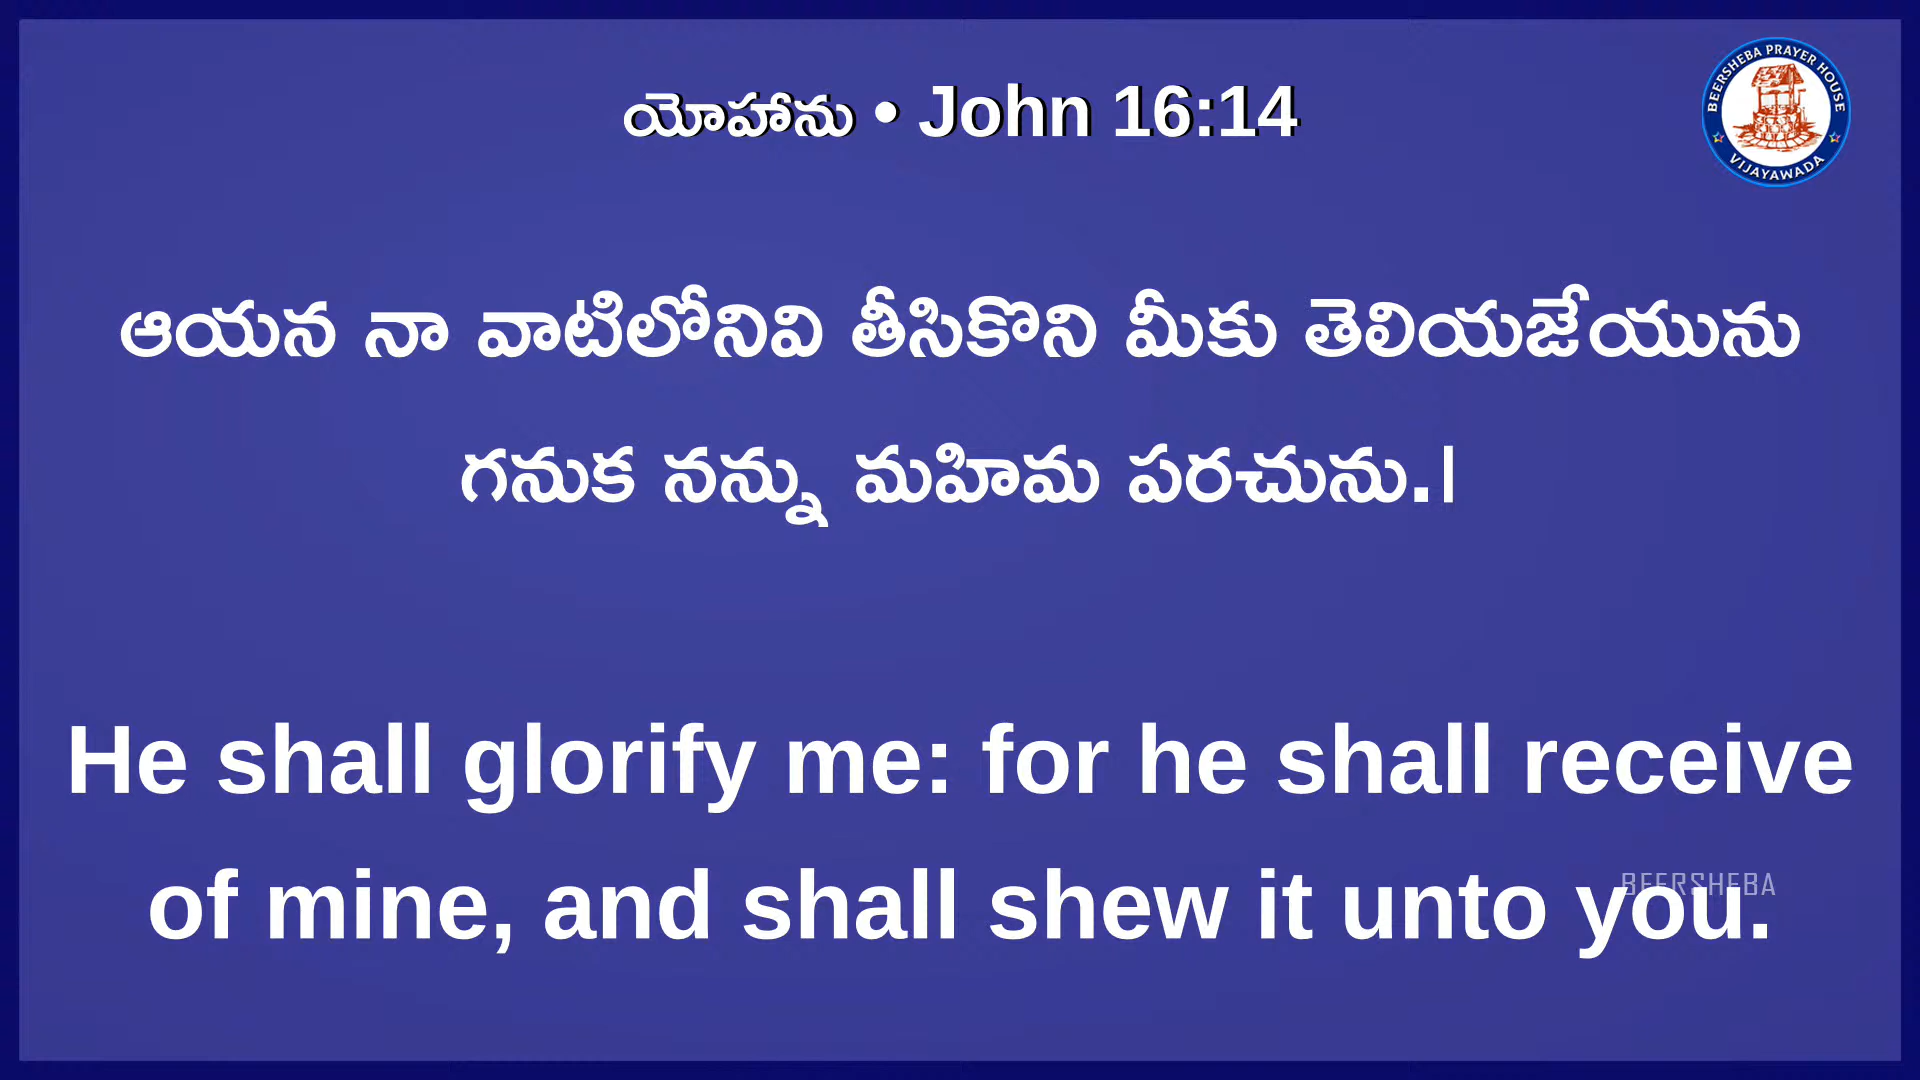 యోహాను • John 16:14
BEERSHEBA PRAYER HOUSE
VIJAYAWADA
ఆయన నా వాటిలోనివి తీసికొని మీకు తెలియజేయును
గనుక నన్ను మహిమ పరచును.|
He shall glorify me: for he shall receive
of mine, and shall shew it unto you.
BEERSHEBA